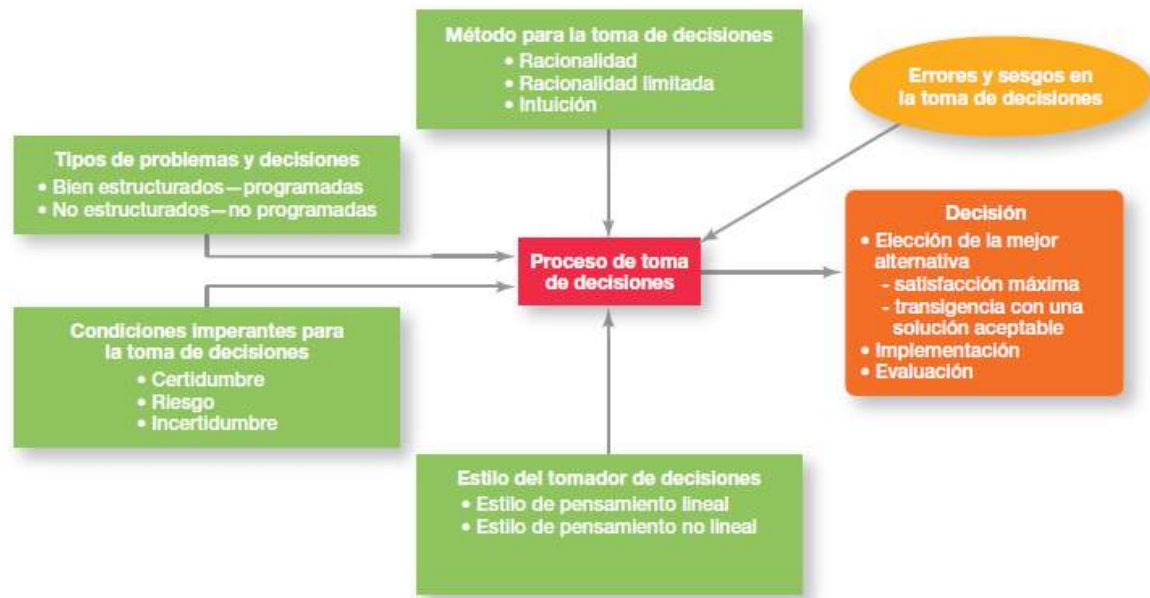 Método para la toma de decisiones
• Racionalidad
• Racionalidad limitada
• Intuición
Errores y sesgos en
la toma de decisiones
Tipos de problemas y decisiones
• Bien estructurados—programadas
• No estructurados—no programadas
Proceso de toma
de decisiones
Decisión
• Elección de la mejor
alternativa
- satisfacción máxima
- transigencia con una
solución aceptable
• Implementación
• Evaluación
Condiciones imperantes para
la toma de decisiones
• Certidumbre
• Riesgo
• Incertidumbre
Estilo del tomador de decisiones
• Estilo de pensamiento lineal
• Estilo de pensamiento no lineal